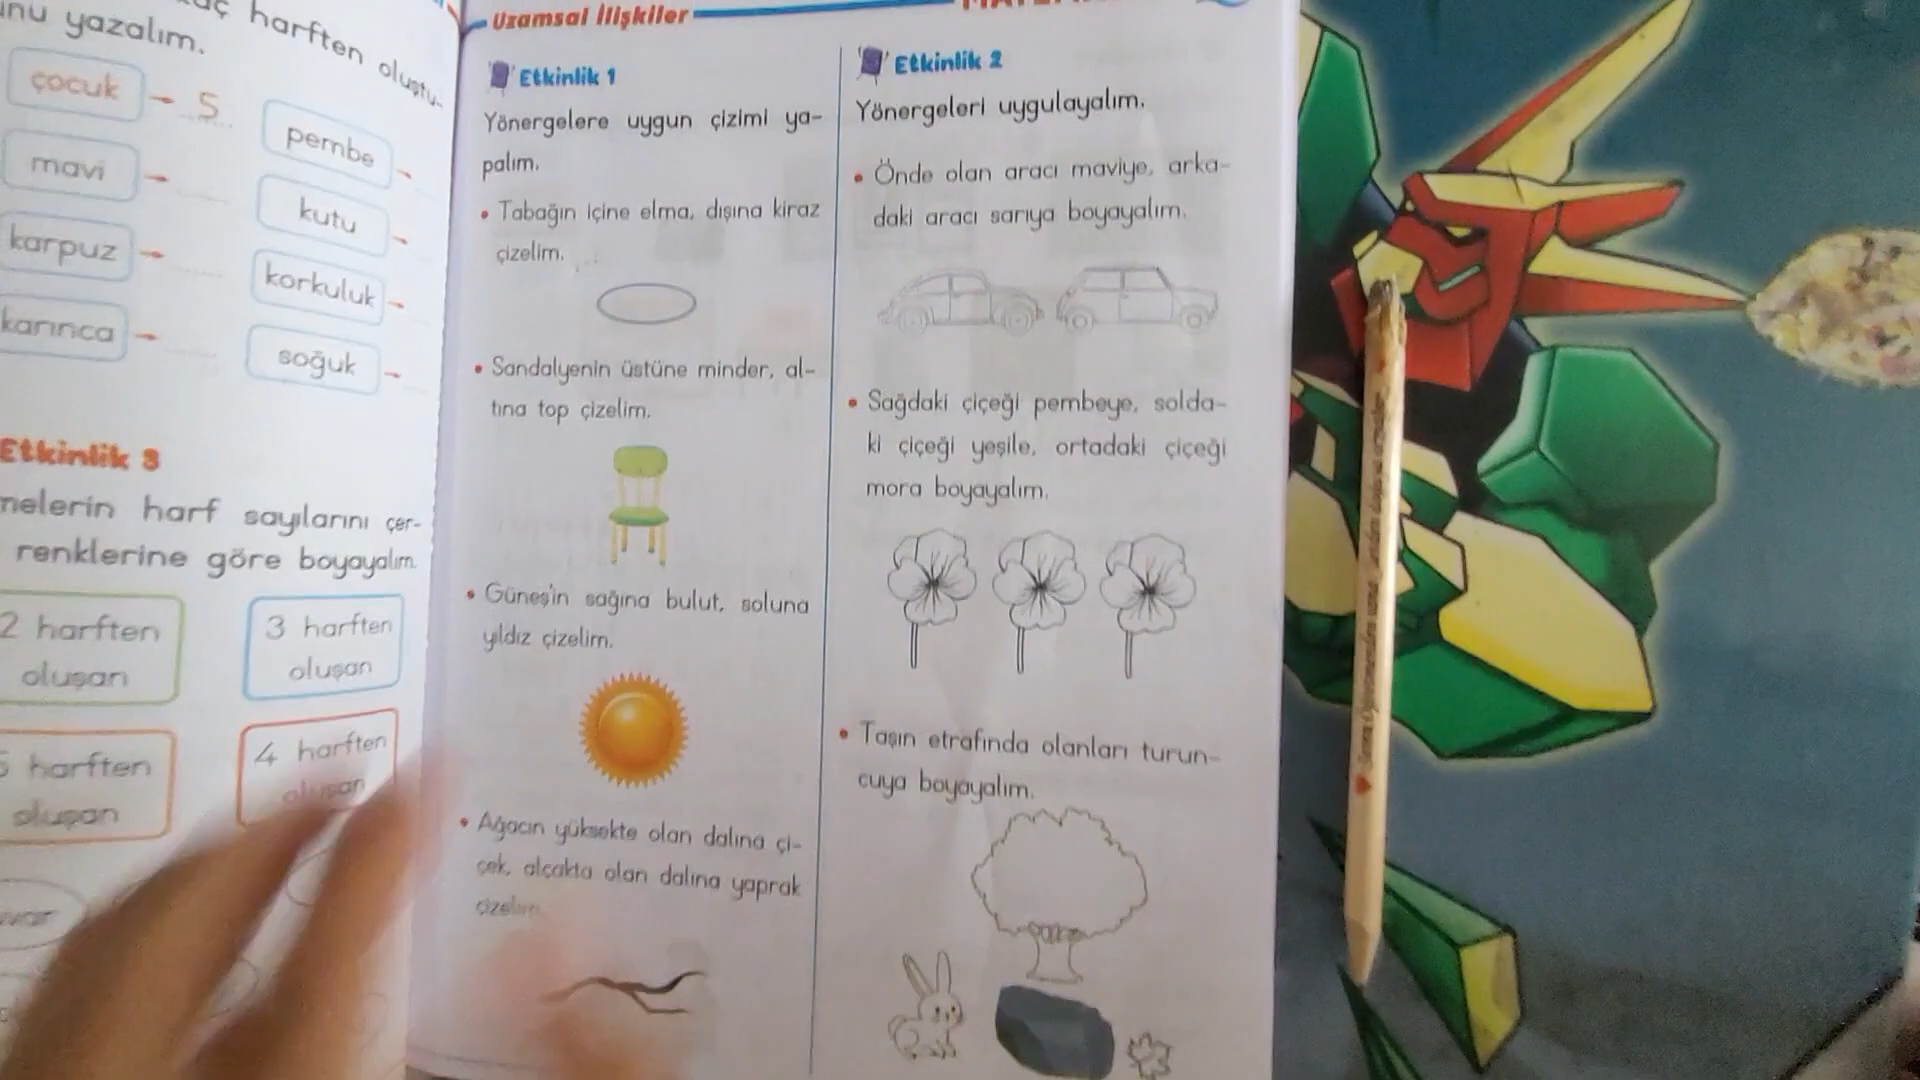 harften oluştu-
yazalım.
çocuk
5
mavi
karpuz
karınca
pembe
kutu
korkuluk
soğuk
Etkinlik 3
harf sayılarını çer-
renklerine göre boyayalım.
2 harften
oluşan
3 harften
oluşan
harften
oluşan
4 harften
oluşan
Uzamsal İlişkiler
Etkinlik 1
Yönergelere uygun çizimi ya-
palım.
• Tabağın içine elma, dışına kiraz
çizelim.
• Sandalyenin üstüne minder, al-
tına top çizelim.
• Güneş'in sağına bulut, soluna
yıldız çizelim.
• Ağacın yüksekte olan dalına çi-
çek, alçakta olan dalına yaprak
çizelim.
Etkinlik 2
Yönergeleri uygulayalım.
• Önde olan aracı maviye, arka-
daki aracı sarıya boyayalım.
• Sağdaki çiçeği pembeye, solda-
ki çiçeği yeşile, ortadaki çiçeği
mora boyayalım.
• Taşın etrafında olanları turun-
cuya boyayalım.